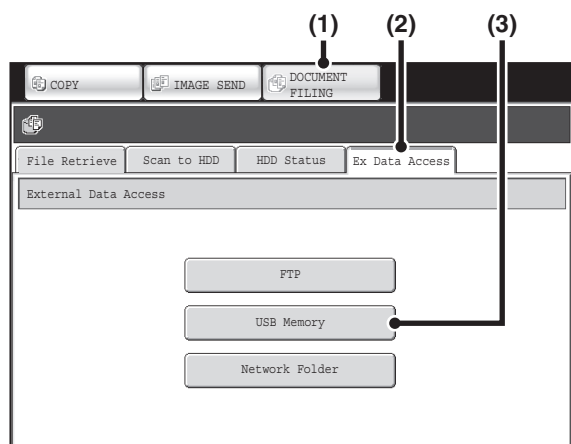 (1) (2) (3)
COPY IMAGE SEND DOCUMENT
FILING
File Retrieve Scan to HDD HDD Status Ex Data Access
External Data Access
FTP
USB Memory
Network Folder